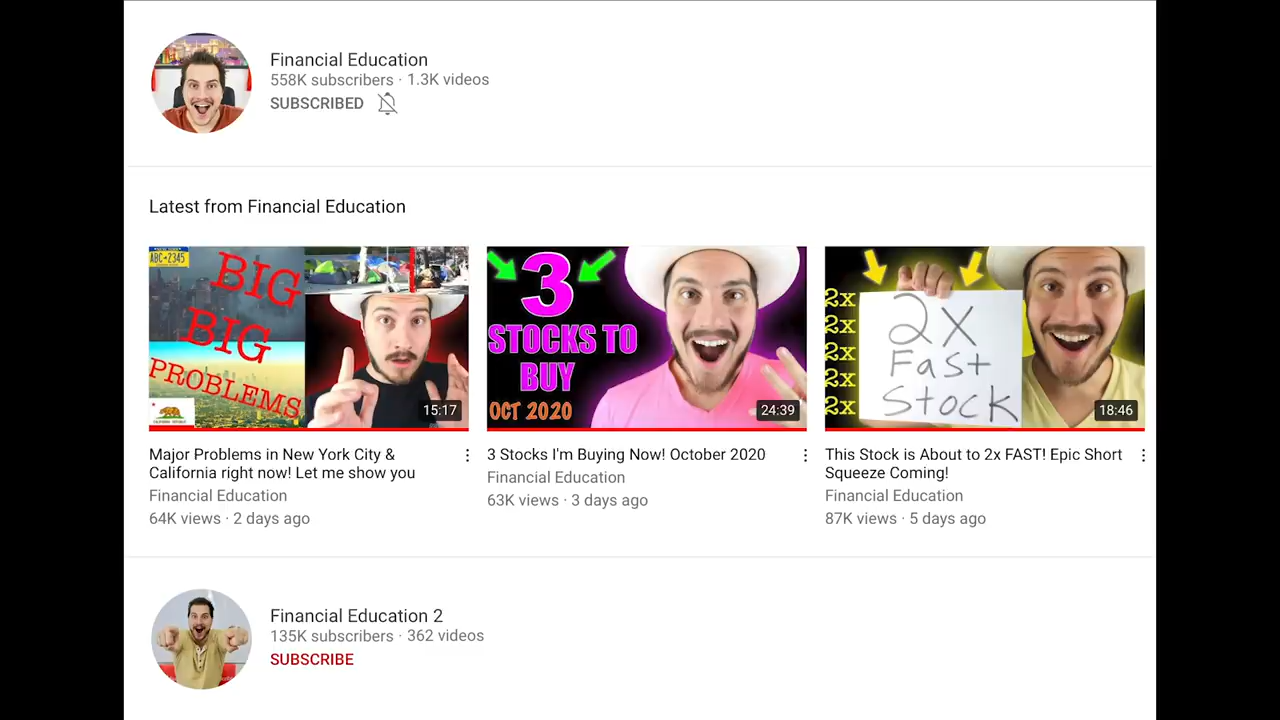 Financial Education
558K subscribers · 1.3K videos
SUBSCRIBED
Latest from Financial Education
ABC·2345
BIG
BIG
PROBLEMS
CALIFORNIA REPUBLIC
15:17
3
STOCKS TO
BUY
OCT 2020
24:39
2x
2x
2x
2x
2x
2X
Fast
Stock
18:46
Major Problems in New York City &
California right now! Let me show you
Financial Education
64K views · 2 days ago
3 Stocks I'm Buying Now! October 2020
Financial Education
63K views · 3 days ago
This Stock is About to 2x FAST! Epic Short
Squeeze Coming!
Financial Education
87K views · 5 days ago
Financial Education 2
135K subscribers · 362 videos
SUBSCRIBE